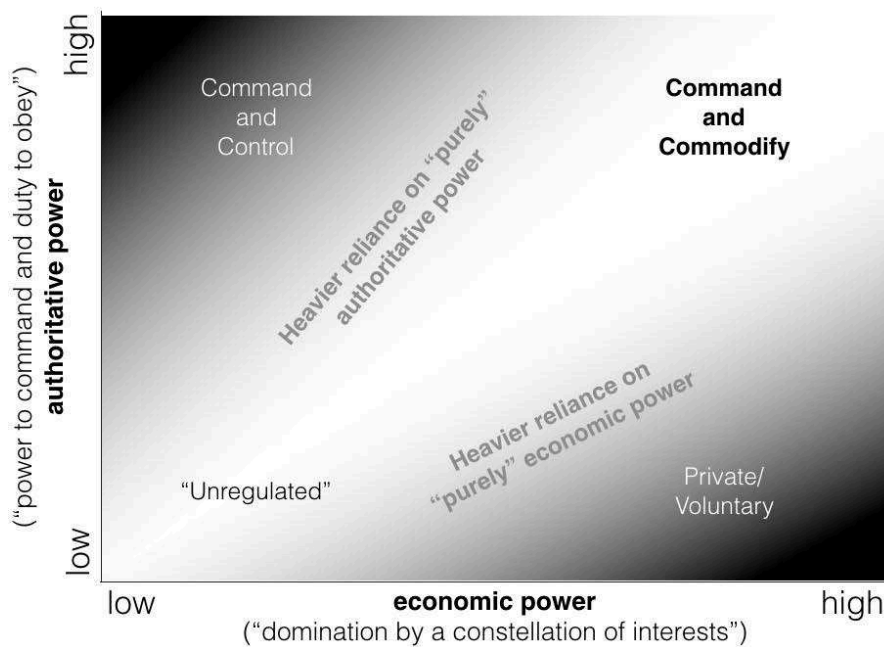 high
Command
and
Control
Command
and
Commodify
Heavier reliance on “purely”
authoritative power
(“power to command and duty to obey”)
authoritative power
Heavier reliance on
“purely” economic power
“Unregulated”
Private/
Voluntary
low
low
economic power
high
(“domination by a constellation of interests”)